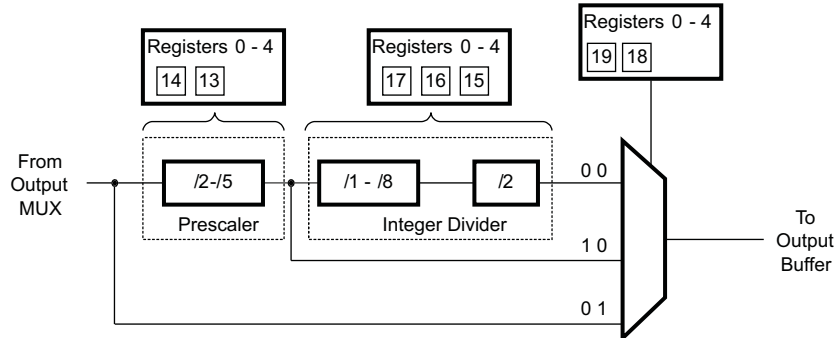 Registers 0 - 4
14 13
Registers 0 - 4
17 16 15
Registers 0 - 4
19 18
From
Output
MUX
/2-/5
Prescaler
/1 - /8
/2
Integer Divider
0 0
1 0
0 1
To
Output
Buffer